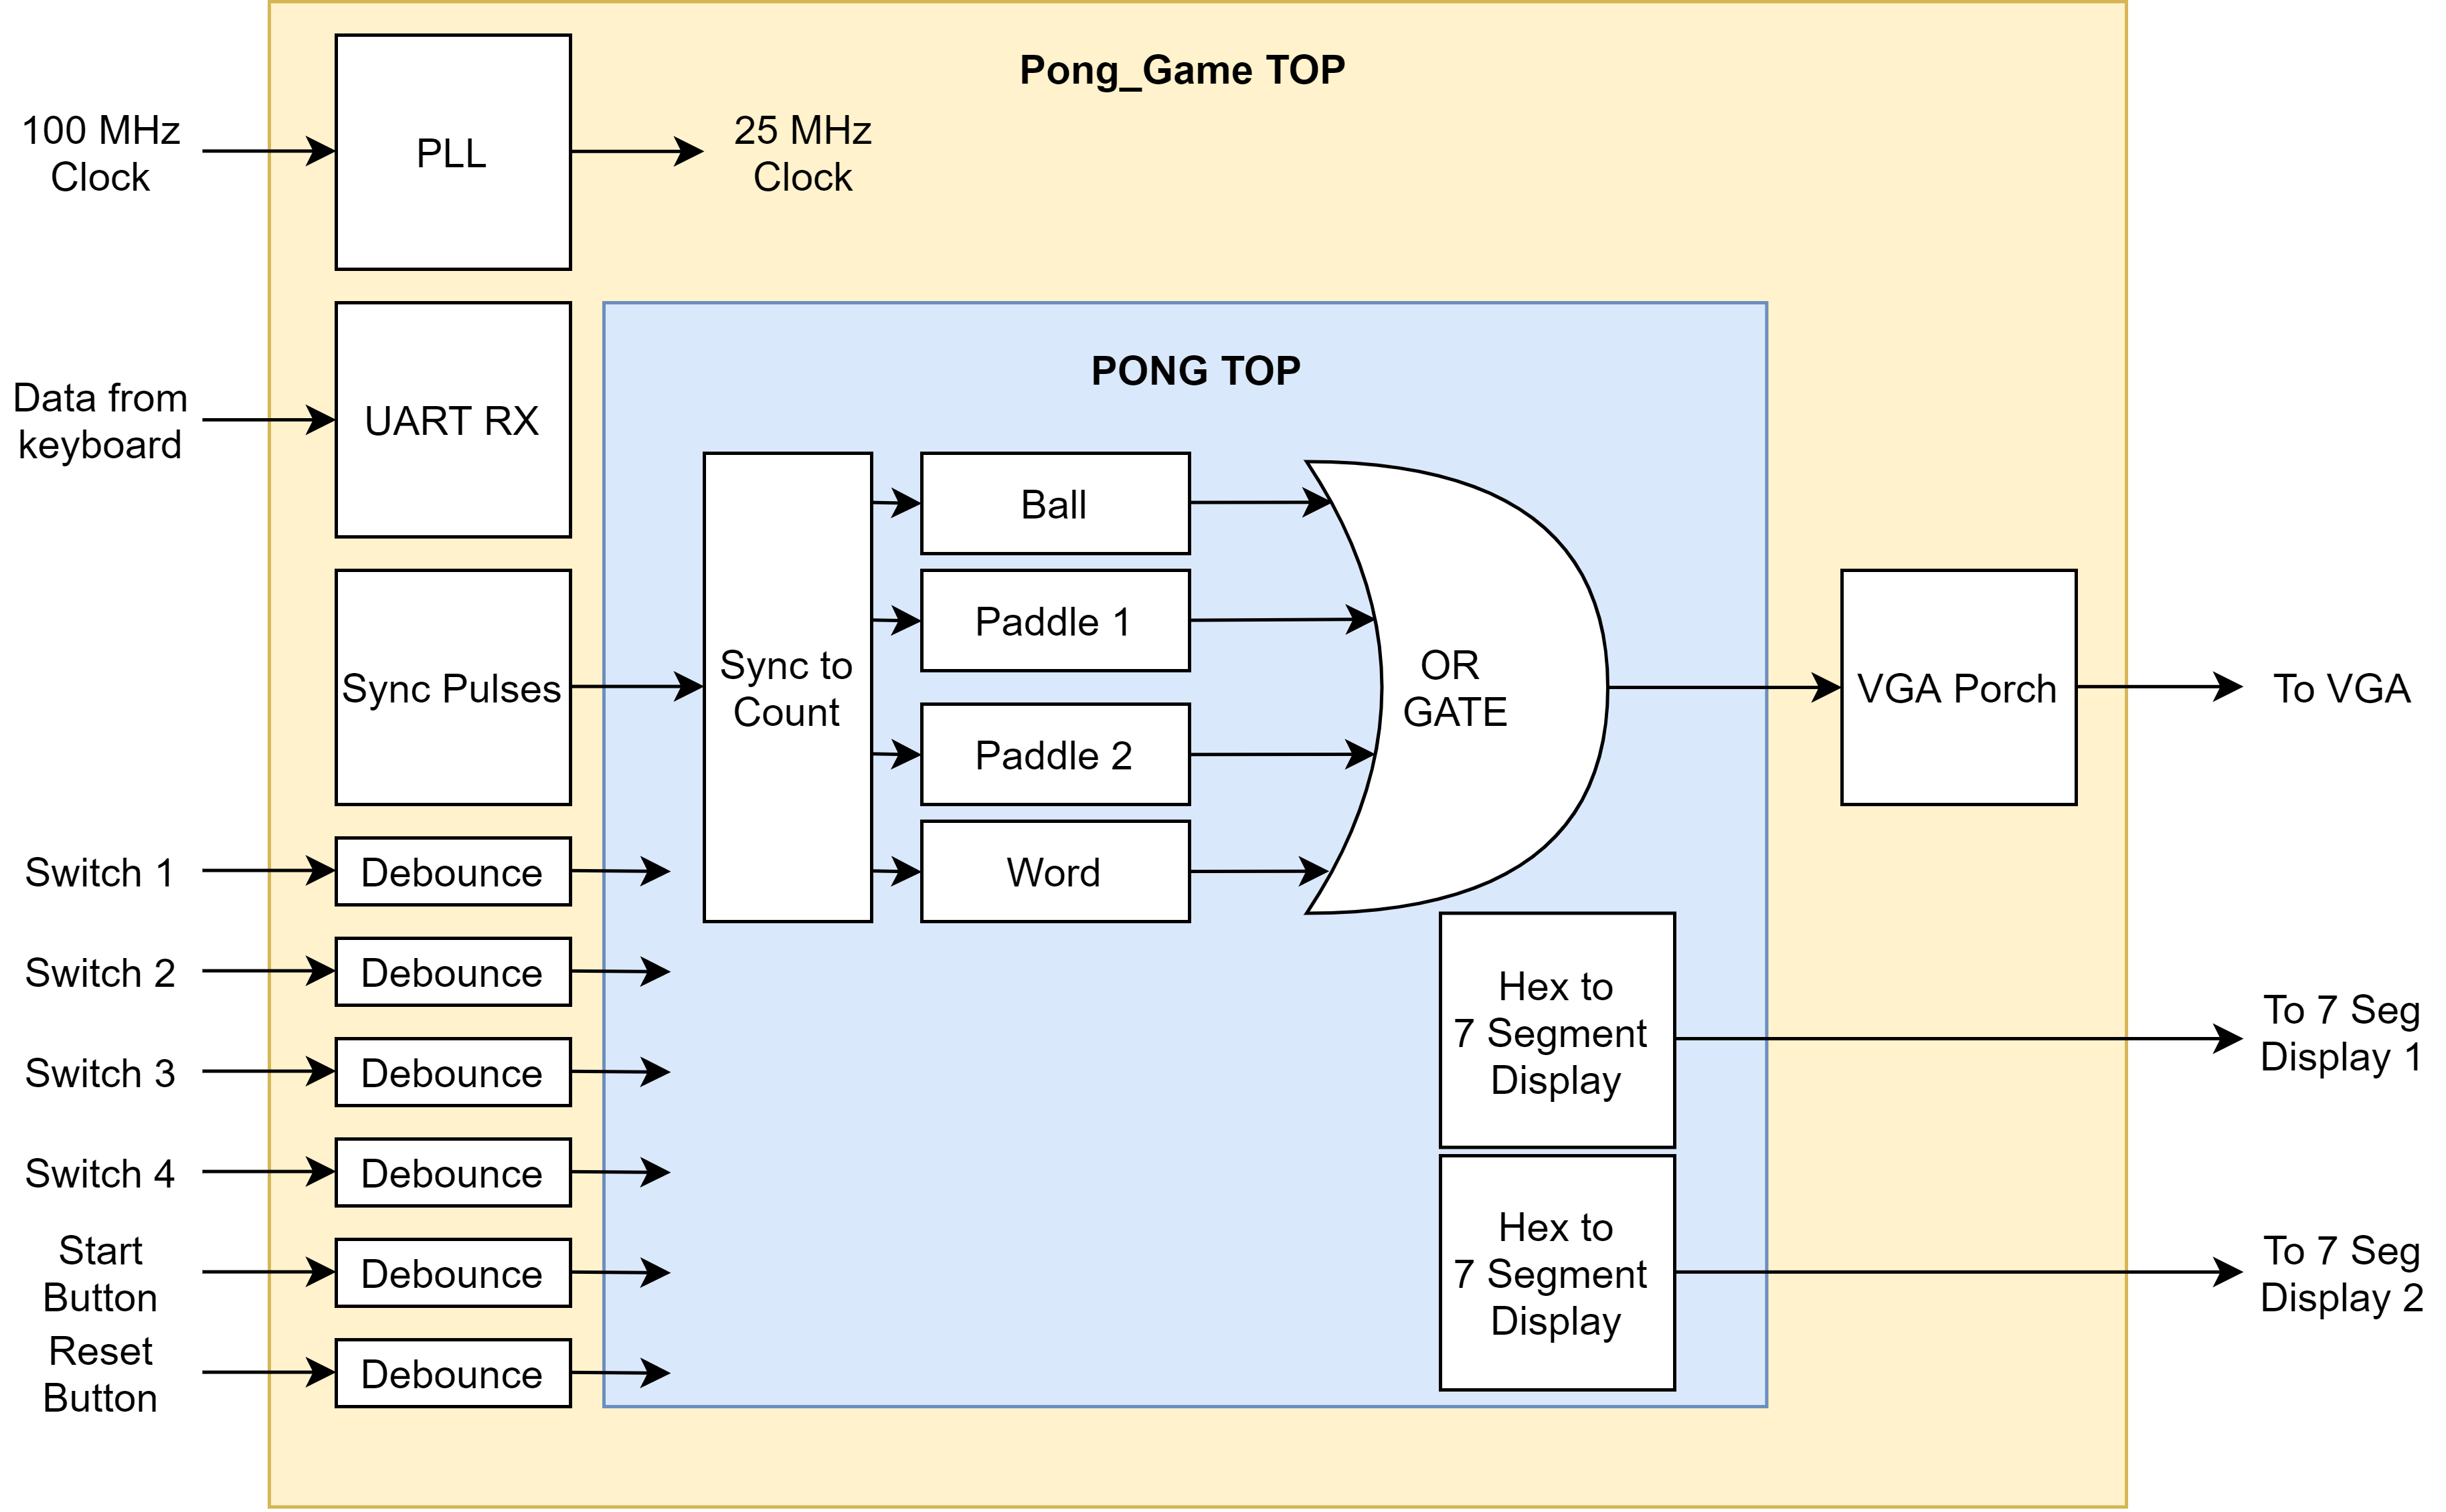 Pong_Game TOP
100 MHz
Clock
PLL
25 MHz
Clock
Data from
keyboard
UART RX
PONG TOP
Sync Pulses
Sync to
Count
Ball
Paddle 1
Paddle 2
Word
OR
GATE
VGA Porch
To VGA
Switch 1
Debounce
Switch 2
Debounce
Switch 3
Debounce
Switch 4
Debounce
Start
Button
Debounce
Reset
Button
Debounce
Hex to
7 Segment
Display
To 7 Seg
Display 1
Hex to
7 Segment
Display
To 7 Seg
Display 2